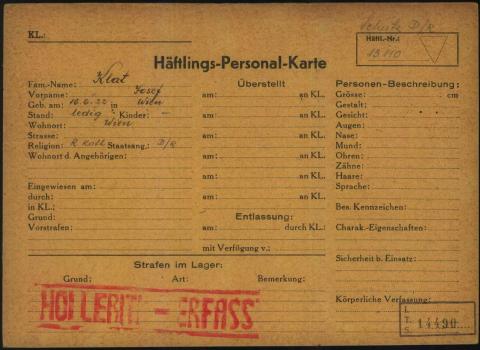 KL.:
Schutz D/R
Häftl.-Nr.:
13110
Häftlings-Personal-Karte
Fam.-Name: Klat
Vorname: Josef
Geb. am: 16.6.22 in Wien
Stand: ledig Kinder: —
Wohnort: Wien
Strasse:
Religion: R. Kath Staatsang.: D/R
Wohnort d. Angehörigen:
Eingewiesen am:
durch:
in KL.:
Grund:
Vorstrafen:
Überstellt
am: an KL.
am: an KL.
am: an KL.
am: an KL.
am: an KL.
am: an KL.
Entlassung:
am: durch KL.:
mit Verfügung v.:
Personen-Beschreibung:
Grösse: cm
Gestalt:
Gesicht:
Augen:
Nase:
Mund:
Ohren:
Zähne:
Haare:
Sprache:
Bes. Kennzeichen:
Charak.-Eigenschaften:
Sicherheit b. Einsatz:
Körperliche Verfassung:
Strafen im Lager:
Grund: Art: Bemerkung:
HOLLERITH - ERFASST
I.T.S. 14490